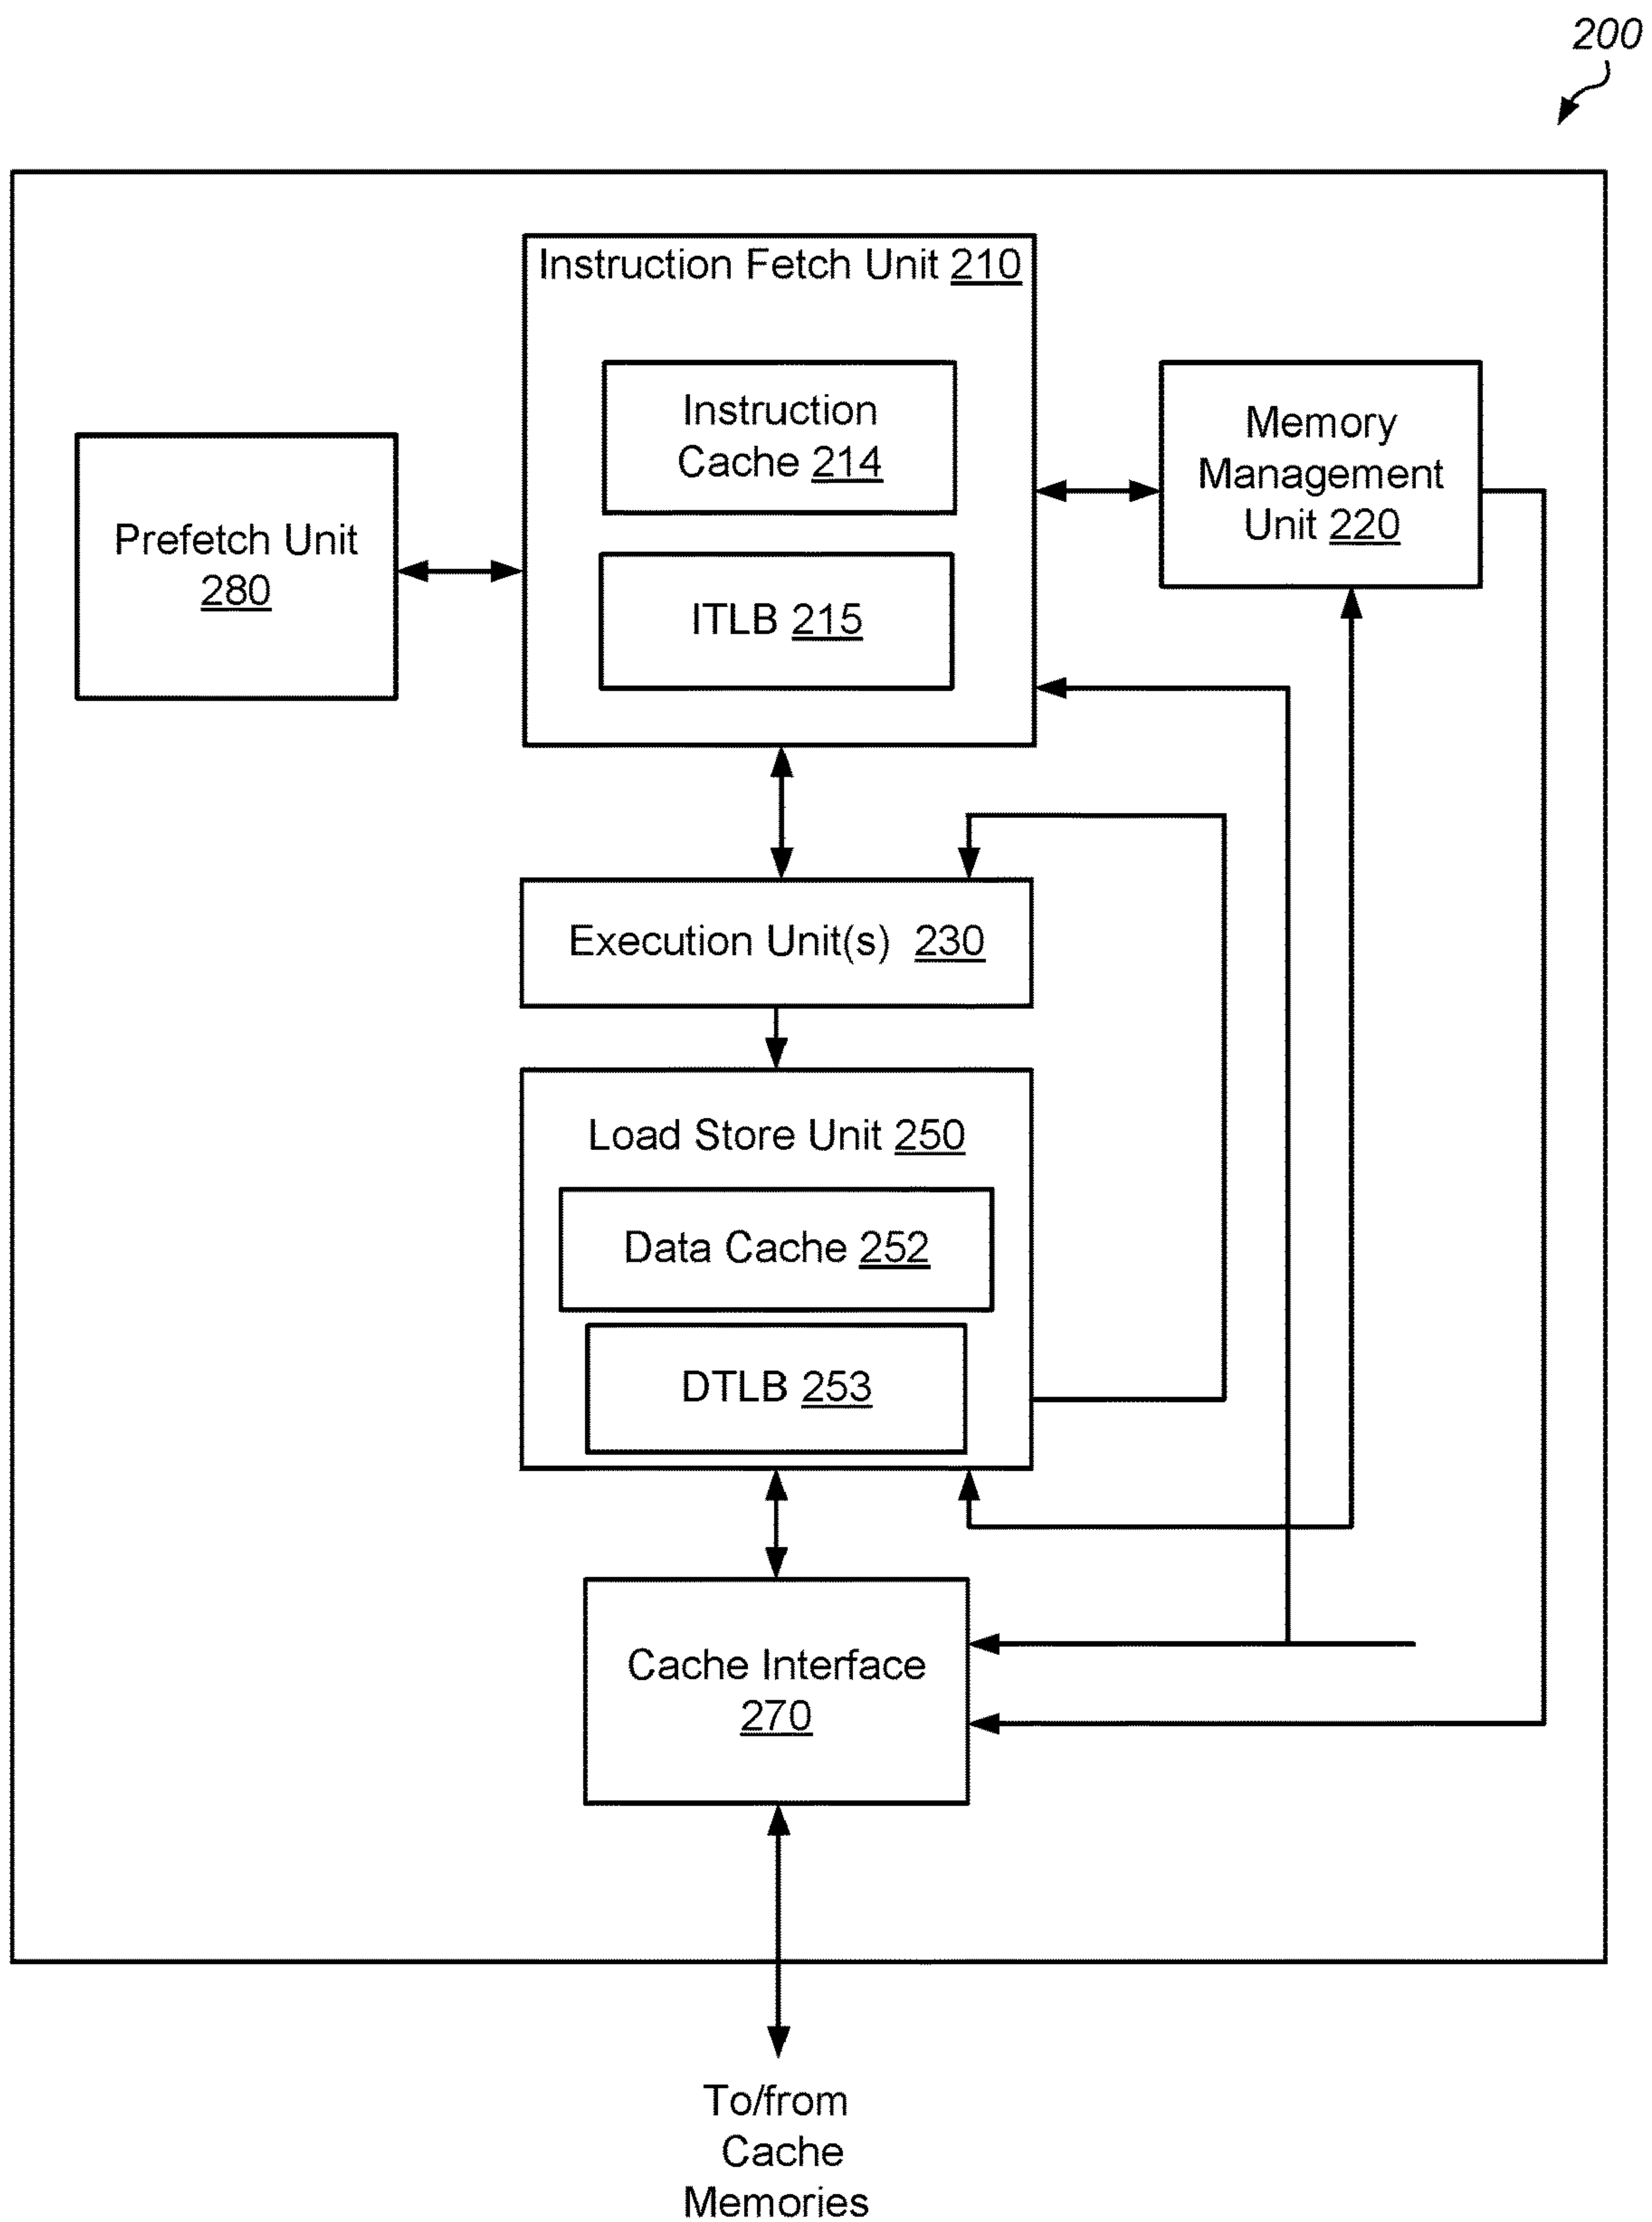 200
Instruction Fetch Unit 210
Instruction
Cache 214
ITLB 215
Memory
Management
Unit 220
Prefetch Unit
280
Execution Unit(s) 230
Load Store Unit 250
Data Cache 252
DTLB 253
Cache Interface
270
To/from
Cache
Memories